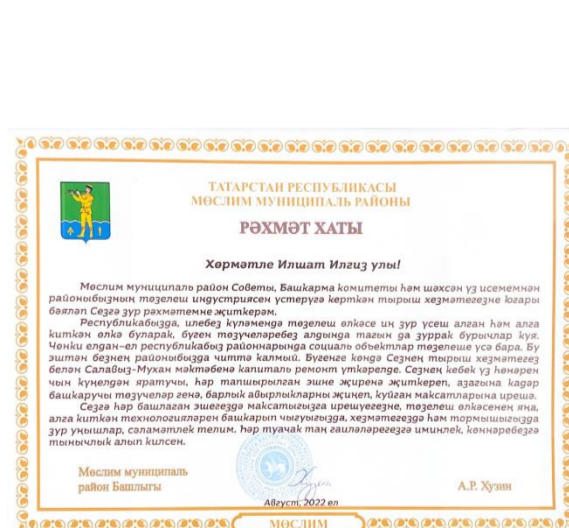 ТАТАРСТАН РЕСПУБЛИКАСЫ
МӨСЛИМ МУНИЦИПАЛЬ РАЙОНЫ
РӘХМӘТ ХАТЫ
Хөрмәтле Илшат Илгиз улы!
Мөслим муниципаль район Советы, Башкарма комитеты һәм шәхсән үз исемемнән
районыбызның төзелеш индустриясен үстерүгә керткән тырыш хезмәтегезне югары
бәяләп Сезгә зур рәхмәтемне җиткерәм.
Республикабызда, илебез күләмендә төзелеш өлкәсе иң зур үсеш алган һәм алга
киткән өлкә буларак, бүген төзүчеләребез алдында тагын да зуррак бурычлар куя.
Чөнки елдан-ел республикабыз районнарында социаль объектлар төзелеше үсә бара. Бу
эштән безнең районыбызда читтә калмый. Бүгенге көндә Сезнең тырыш хезмәтегез
белән Салавыз-Мухан мәктәбенә капиталь ремонт үткәрелде. Сезнең кебек үз һөнәрен
чын күңелдән яратучы, һәр тапшырылган эшне җиренә җиткереп, азагына кадәр
башкаручы төзүчеләр генә, барлык авырлыкларны җиңеп, куйган максатларына ирешә.
Сезгә һәр башлаган эшегездә максатыгызга ирешүегезне, төзелеш өлкәсенең яңа,
алга киткән технологияләрен башкарып чыгуыгызда, хезмәтегездә һәм тормышыгызда
зур уңышлар, сәламәтлек телим. Һәр туачак таң гаиләләрегезгә иминлек, көннәребезгә
тынычлык алып килсен.
Мөслим муниципаль
район Башлыгы
А.Р. Хузин
Август, 2022 ел
МӨСЛИМ